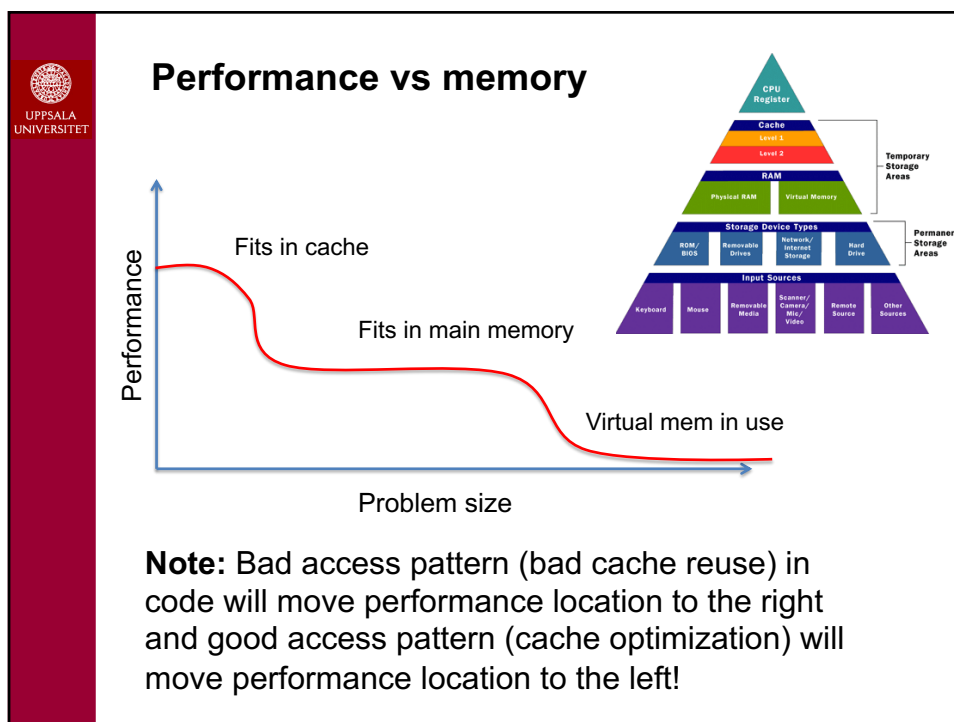 UPPSALA
UNIVERSITET
Performance vs memory
CPU
Register
Cache
Level 1
Level 2
Temporary
Storage
Areas
RAM
Physical RAM
Virtual Memory
Storage Device Types
ROM/
BIOS
Removable
Drives
Network/
Internet
Storage
Hard
Drive
Permanen
Storage
Areas
Input Sources
Keyboard
Mouse
Removable
Media
Scanner/
Camera/
Mic/
Video
Remote
Source
Other
Sources
Performance
Fits in cache
Fits in main memory
Virtual mem in use
Problem size
Note: Bad access pattern (bad cache reuse) in
code will move performance location to the right
and good access pattern (cache optimization) will
move performance location to the left!